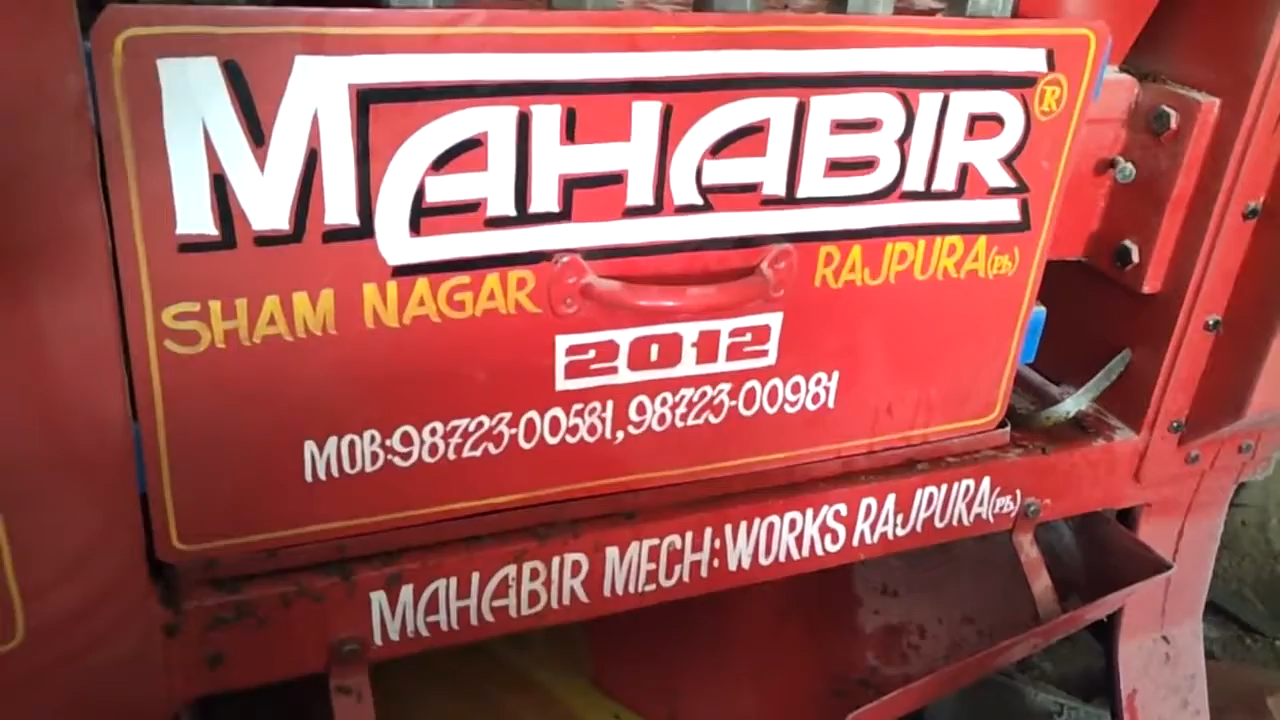 MAHABIR ®
SHAM NAGAR RAJPURA (Pb)
2012
MOB:98723-00581, 98723-00981
MAHABIR MECH: WORKS RAJPURA (Pb)